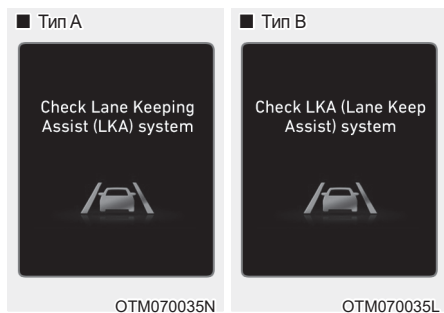 ■ Тип A
Check Lane Keeping
Assist (LKA) system
OTM070035N
■ Тип B
Check LKA (Lane Keep
Assist) system
OTM070035L